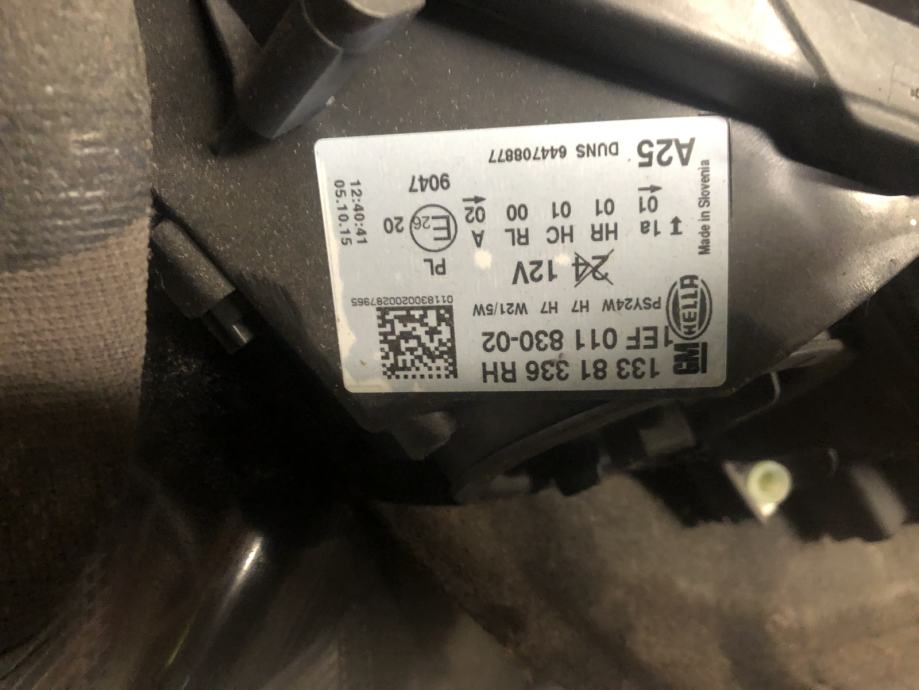 GM HELLA
133 81 336 RH
1EF 011 830-02
PSY24W H7 H7 W21/5W
01183002000287965
24 12V
PL
1a HR HC RL A
01 01 01 00 02
E26 20
9047
12:40:41
05.10.15
Made in Slovenia
A25
DUNS 644708877